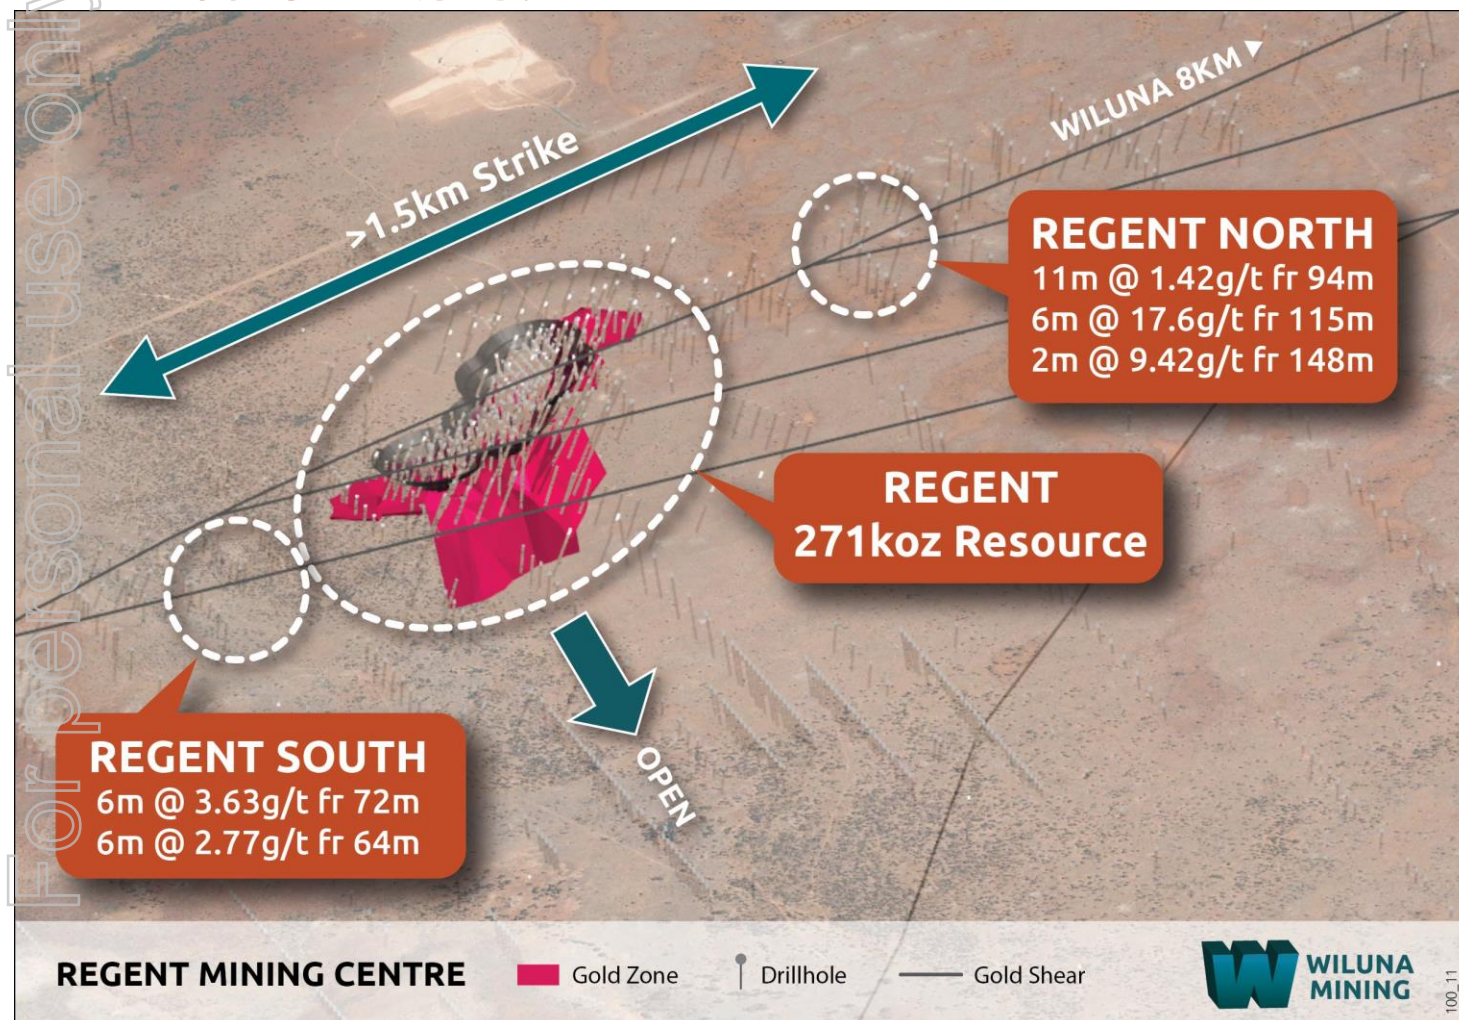 For personal use only
>1.5km Strike
WILUNA 8KM
REGENT NORTH
11m @ 1.42g/t fr 94m
6m @ 17.6g/t fr 115m
2m @ 9.42g/t fr 148m
REGENT
271koz Resource
OPEN
REGENT SOUTH
6m @ 3.63g/t fr 72m
6m @ 2.77g/t fr 64m
REGENT MINING CENTRE
Gold Zone
Drillhole
Gold Shear
WILUNA
MINING
100_11